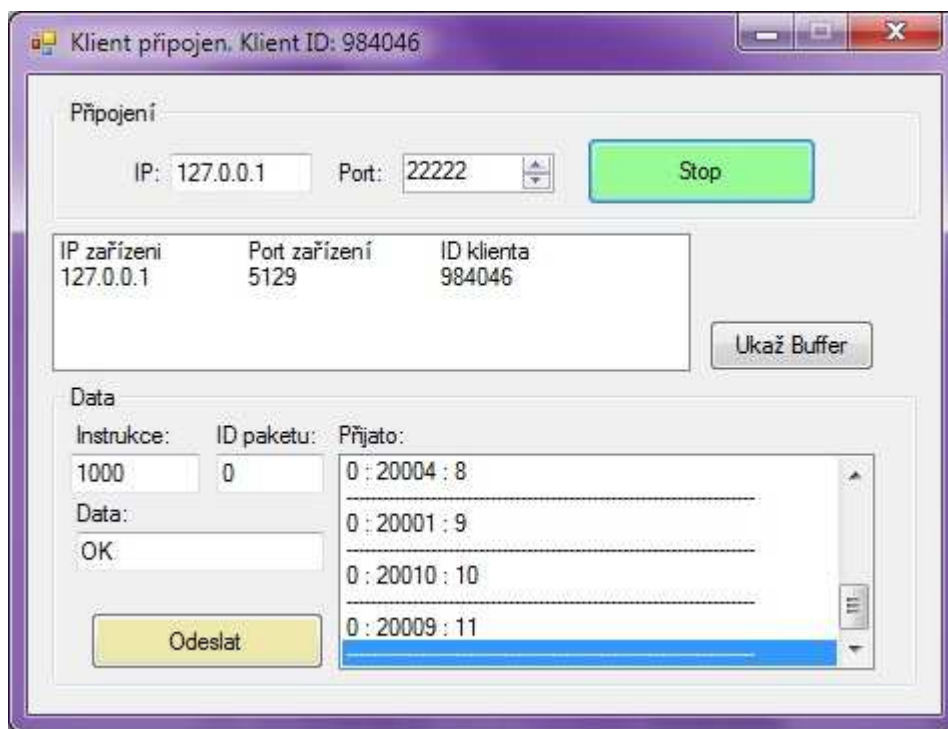 Klient připojen. Klient ID: 984046
Připojení
IP: 127.0.0.1 Port: 22222 Stop
IP zařízeni Port zařízení ID klienta
127.0.0.1 5129 984046
Ukaž Buffer
Data
Instrukce: ID paketu: Přijato:
1000 0
0 : 20004 : 8
Data:
0 : 20001 : 9
OK
0 : 20010 : 10
0 : 20009 : 11
Odeslat